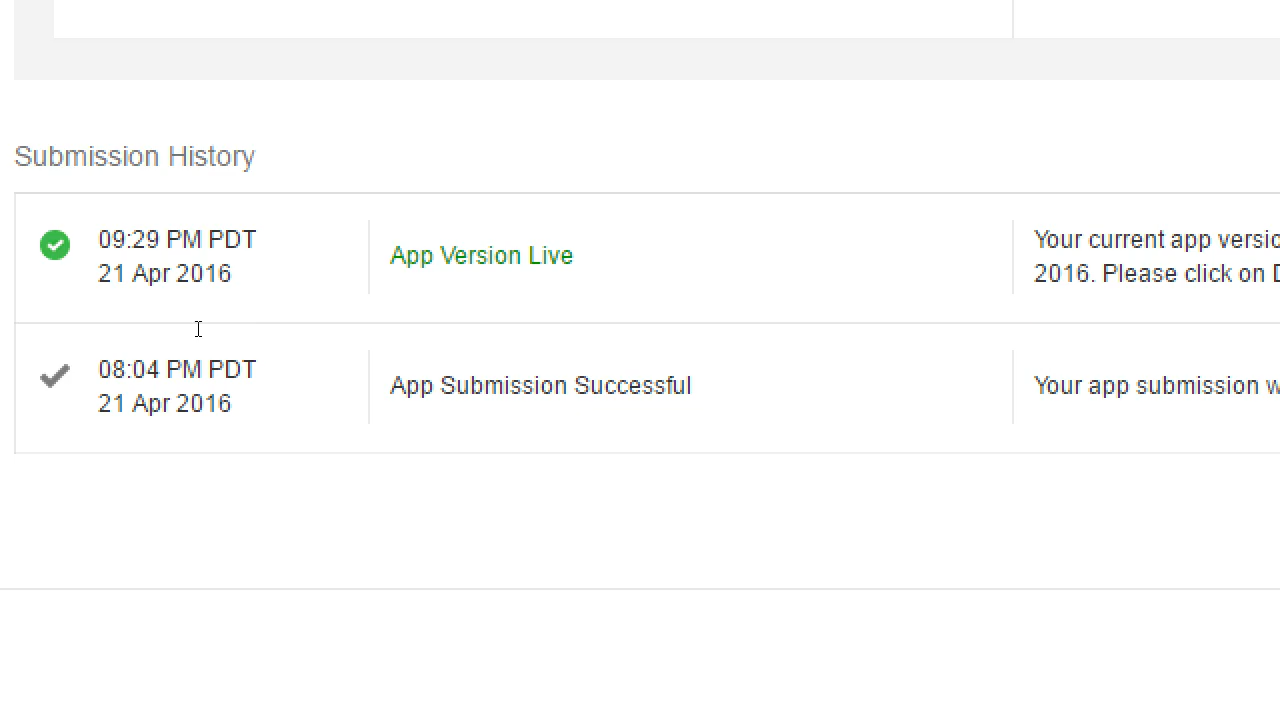 Submission History
09:29 PM PDT
21 Apr 2016
App Version Live
Your current app
2016. Please click on
08:04 PM PDT
21 Apr 2016
App Submission Successful
Your app submission